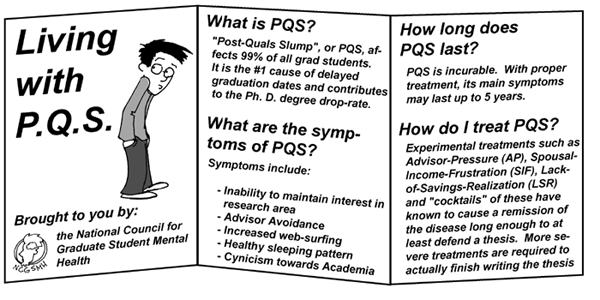 Living
with
P.Q.S.
Brought to you by:
the National Council for
Graduate Student Mental
Health
NCGSMH
What is PQS?
"Post-Quals Slump", or PQS, af-
fects 99% of all grad students.
It is the #1 cause of delayed
graduation dates and contributes
to the Ph. D. degree drop-rate.
What are the symp-
toms of PQS?
Symptoms include:
- Inability to maintain interest in
research area
- Advisor Avoidance
- Increased web-surfing
- Healthy sleeping pattern
- Cynicism towards Academia
How long does
PQS last?
PQS is incurable. With proper
treatment, its main symptoms
may last up to 5 years.
How do I treat PQS?
Experimental treatments such as
Advisor-Pressure (AP), Spousal-
Income-Frustration (SIF), Lack-
of-Savings-Realization (LSR)
and "cocktails" of these have
known to cause a remission of
the disease long enough to at
least defend a thesis. More se-
vere treatments are required to
actually finish writing the thesis